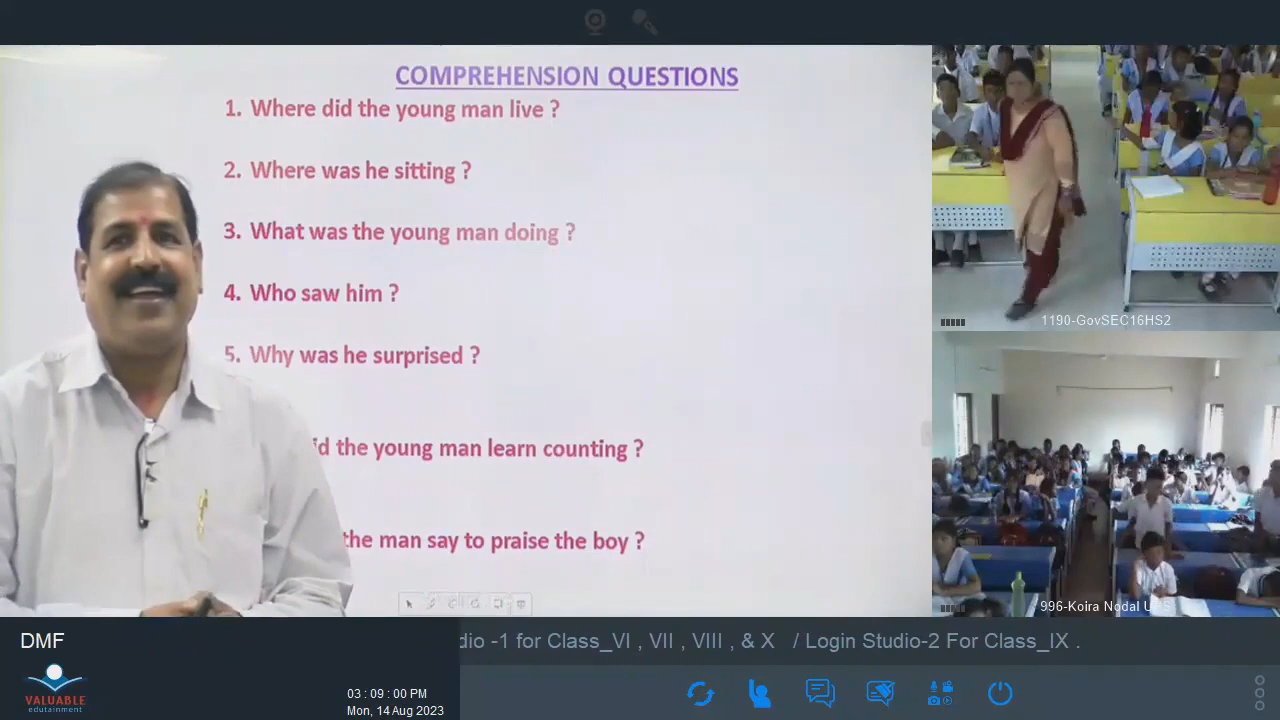 COMPREHENSION QUESTIONS
1. Where did the young man live ?
2. Where was he sitting ?
3. What was the young man doing ?
4. Who saw him ?
5. Why was he surprised ?
the young man learn counting ?
the man say to praise the boy ?
1190-GovSEC16HS2
996-Koira Nodal
DMF
-1 for Class_VI , VII , VIII , & X / Login Studio-2 For Class_IX .
VALUABLE
edutainment
03 : 09 : 00 PM
Mon, 14 Aug 2023